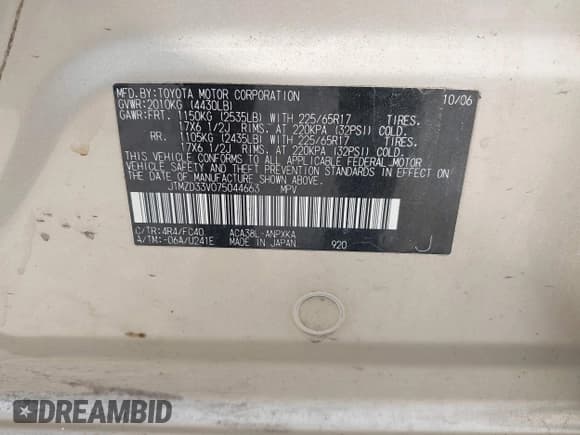 MFD.BY:TOYOTA MOTOR CORPORATION 10/06
GVWR:2010KG (4430LB)
GAWR:FRT. 1150KG (2535LB) WITH 225/65R17 TIRES.
17X6 1/2J RIMS. AT 220KPA (32PSI) COLD.
RR. 1105KG (2435LB) WITH 225/65R17 TIRES.
17X6 1/2J RIMS. AT 220KPA (32PSI) COLD.
THIS VEHICLE CONFORMS TO ALL APPLICABLE FEDERAL MOTOR
VEHICLE SAFETY AND THEFT PREVENTION STANDARDS IN EFFECT ON
THE DATE OF MANUFACTURE SHOWN ABOVE.
JTMZD33V075044663 MPV
C/TR:4R4/FC40 ACA38L-ANPXKA
A/TM:-06A/U241E MADE IN JAPAN 920 J
DREAMBID